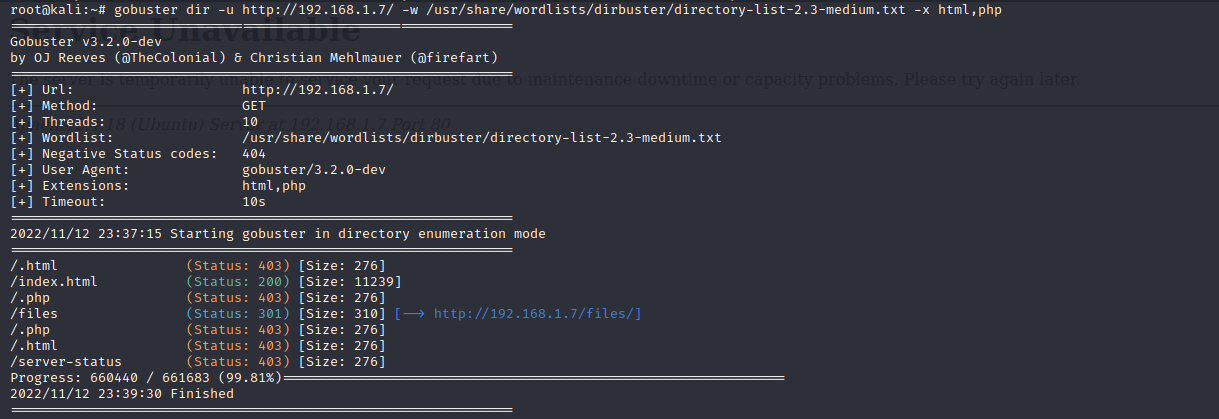 root@kali:~# gobuster dir -u http://192.168.1.7/ -w /usr/share/wordlists/dirbuster/directory-list-2.3-medium.txt -x html,php
Service Unavailable
===============================================================
Gobuster v3.2.0-dev
by OJ Reeves (@TheColonial) & Christian Mehlmauer (@firefart)
===============================================================
The server is temporarily unable to service your request due to maintenance downtime or capacity problems. Please try again later.
[+] Url:                     http://192.168.1.7/
[+] Method:                  GET
[+] Threads:                 10
18 (Ubuntu) Server at 192.168.1.7 Port 80
[+] Wordlist:                /usr/share/wordlists/dirbuster/directory-list-2.3-medium.txt
[+] Negative Status codes:   404
[+] User Agent:              gobuster/3.2.0-dev
[+] Extensions:              html,php
[+] Timeout:                 10s
===============================================================
2022/11/12 23:37:15 Starting gobuster in directory enumeration mode
===============================================================
/.html                (Status: 403) [Size: 276]
/index.html           (Status: 200) [Size: 11239]
/.php                 (Status: 403) [Size: 276]
/files                (Status: 301) [Size: 310] [--> http://192.168.1.7/files/]
/.php                 (Status: 403) [Size: 276]
/.html                (Status: 403) [Size: 276]
/server-status        (Status: 403) [Size: 276]
Progress: 660440 / 661683 (99.81%)===============================================================
2022/11/12 23:39:30 Finished
===============================================================